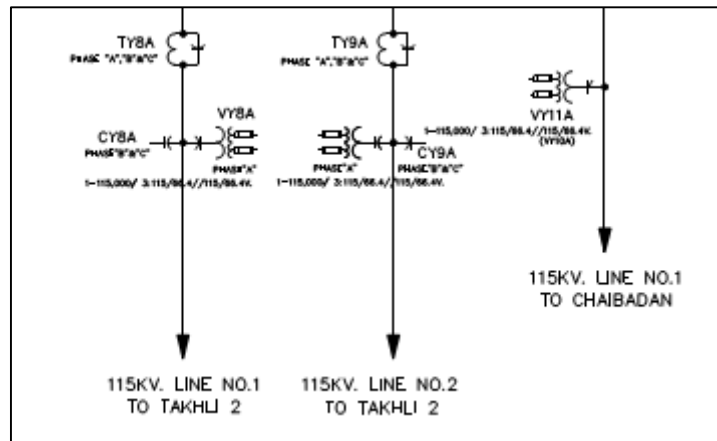 TY8A
PHASE "A","B"&"C"
TY9A
PHASE "A","B"&"C"
VY8A
CY8A
PHASE"B"&"C"
PHASE"A"
1-115,000/ 3:115/66.4//115/66.4V.
PHASE"A"
CY9A
PHASE"B"&"C"
1-115,000/ 3:115/66.4//115/66.4V.
VY11A
1-115,000/ 3:115/66.4//115/66.4V.
(VY10A)
115KV. LINE NO.1
TO TAKHLI 2
115KV. LINE NO.2
TO TAKHLI 2
115KV. LINE NO.1
TO CHAIBADAN